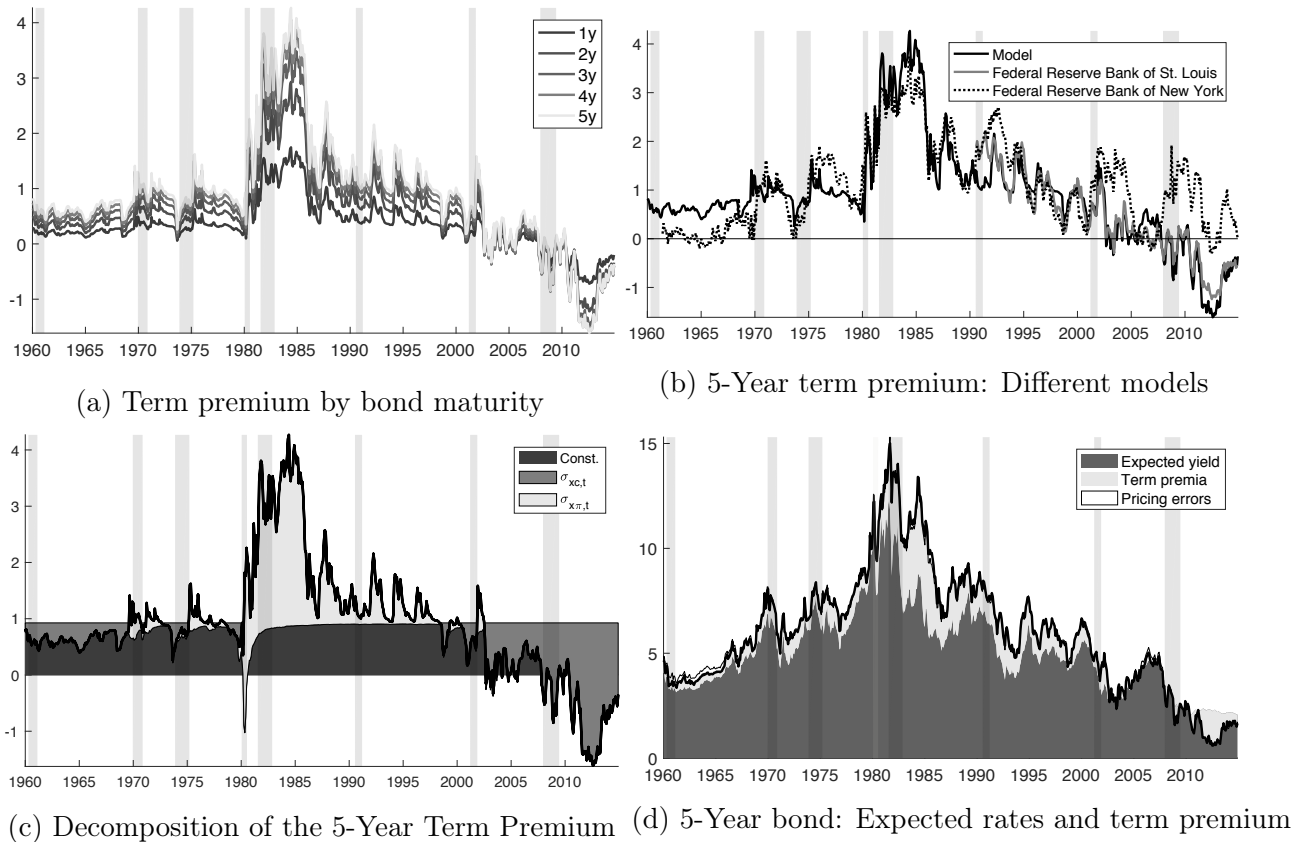 4
3
2
1
0
-1
1y
2y
3y
4y
5y
1960 1965 1970 1975 1980 1985 1990 1995 2000 2005 2010
(a) Term premium by bond maturity
4
3
2
1
0
-1
Model
Federal Reserve Bank of St. Louis
Federal Reserve Bank of New York
1960 1965 1970 1975 1980 1985 1990 1995 2000 2005 2010
(b) 5-Year term premium: Different models
4
3
2
1
0
-1
Const.
σxc,t
σxπ,t
1960 1965 1970 1975 1980 1985 1990 1995 2000 2005 2010
(c) Decomposition of the 5-Year Term Premium
15
10
5
0
Expected yield
Term premia
Pricing errors
1960 1965 1970 1975 1980 1985 1990 1995 2000 2005 2010
(d) 5-Year bond: Expected rates and term premium